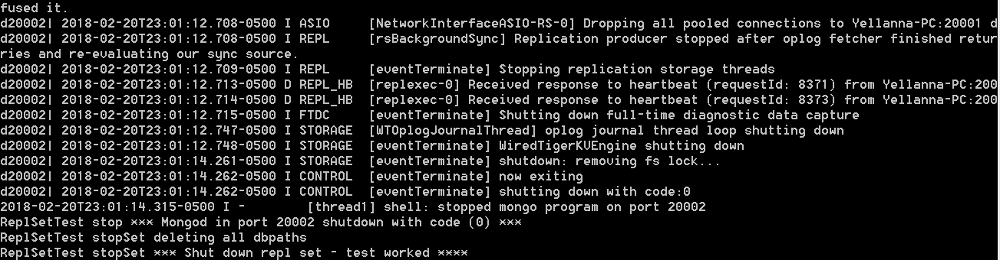 fused it.
d20002| 2018-02-20T23:01:12.708-0500 I ASIO     [NetworkInterfaceASIO-RS-0] Dropping all pooled connections to Yellanna-PC:20001 d
d20002| 2018-02-20T23:01:12.708-0500 I REPL     [rsBackgroundSync] Replication producer stopped after oplog fetcher finished retur
ries and re-evaluating our sync source.
d20002| 2018-02-20T23:01:12.709-0500 I REPL     [eventTerminate] Stopping replication storage threads
d20002| 2018-02-20T23:01:12.713-0500 D REPL_HB  [replexec-0] Received response to heartbeat (requestId: 8371) from Yellanna-PC:200
d20002| 2018-02-20T23:01:12.714-0500 D REPL_HB  [replexec-0] Received response to heartbeat (requestId: 8373) from Yellanna-PC:200
d20002| 2018-02-20T23:01:12.715-0500 I FTDC     [eventTerminate] Shutting down full-time diagnostic data capture
d20002| 2018-02-20T23:01:12.747-0500 I STORAGE  [WTOplogJournalThread] oplog journal thread loop shutting down
d20002| 2018-02-20T23:01:12.748-0500 I STORAGE  [eventTerminate] WiredTigerKVEngine shutting down
d20002| 2018-02-20T23:01:14.261-0500 I STORAGE  [eventTerminate] shutdown: removing fs lock...
d20002| 2018-02-20T23:01:14.262-0500 I CONTROL  [eventTerminate] now exiting
d20002| 2018-02-20T23:01:14.262-0500 I CONTROL  [eventTerminate] shutting down with code:0
2018-02-20T23:01:14.315-0500 I -        [thread1] shell: stopped mongo program on port 20002
ReplSetTest stop *** Mongod in port 20002 shutdown with code (0) ***
ReplSetTest stopSet deleting all dbpaths
ReplSetTest stopSet *** Shut down repl set - test worked ****